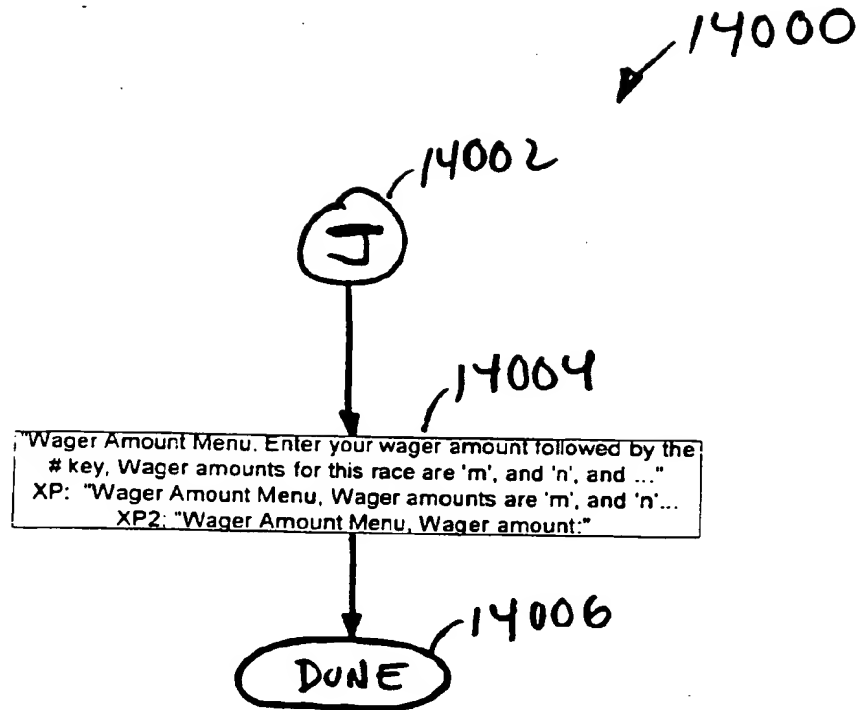 14000
14002
J
14004
"Wager Amount Menu. Enter your wager amount followed by the
# key, Wager amounts for this race are 'm', and 'n', and ..."
XP: "Wager Amount Menu, Wager amounts are 'm', and 'n'...
XP2: "Wager Amount Menu, Wager amount:"
14006
DONE